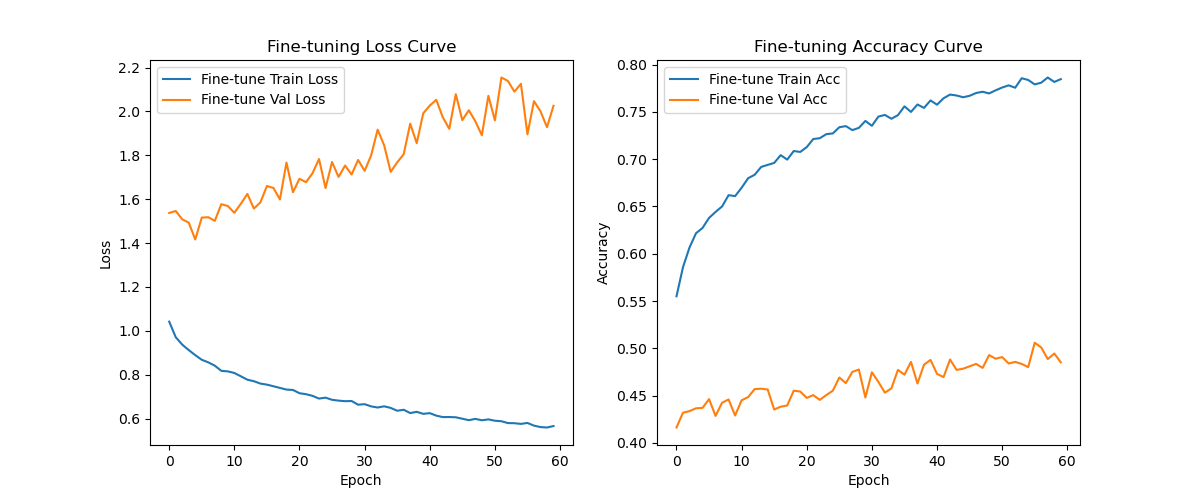 Fine-tuning Loss Curve
Fine-tune Train Loss
Fine-tune Val Loss
2.2
2.0
1.8
1.6
1.4
1.2
1.0
0.8
0.6
Loss
0 10 20 30 40 50 60
Epoch
Fine-tuning Accuracy Curve
Fine-tune Train Acc
Fine-tune Val Acc
0.80
0.75
0.70
0.65
0.60
0.55
0.50
0.45
0.40
Accuracy
0 10 20 30 40 50 60
Epoch